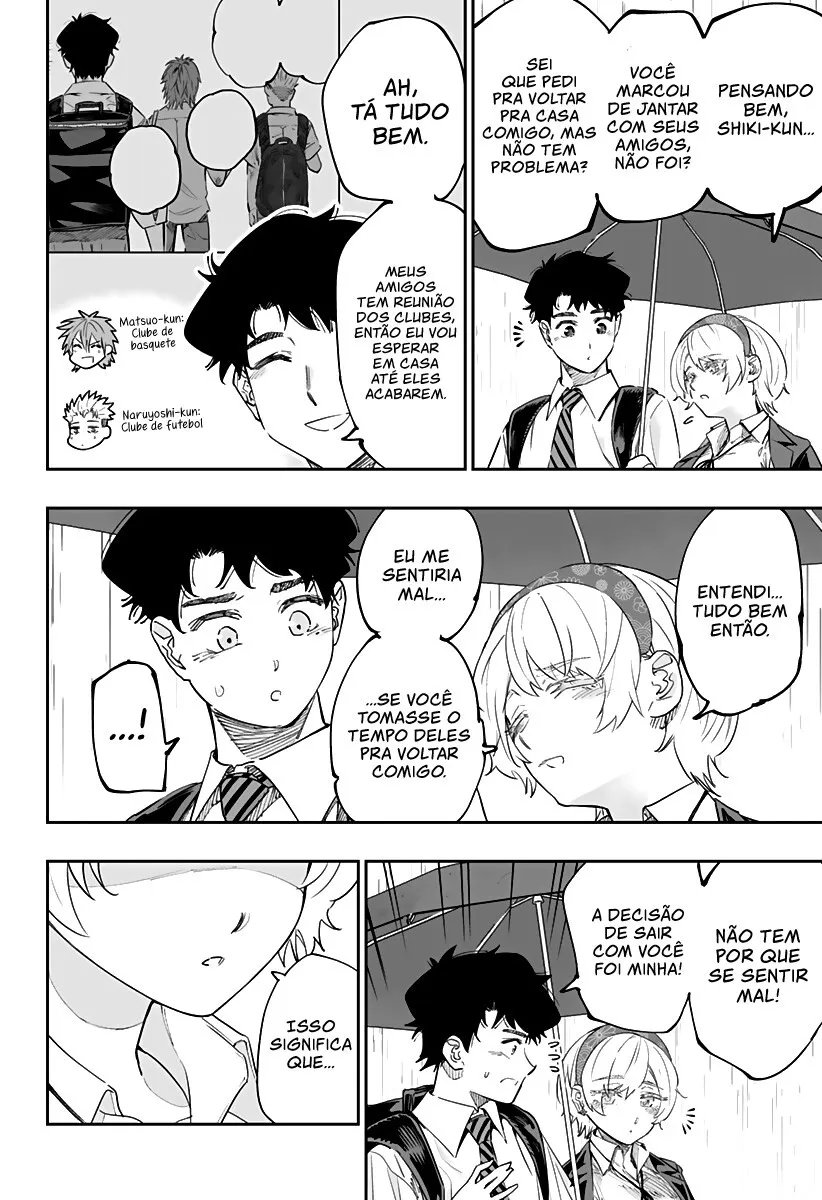 PENSANDO
BEM,
SHIKI-KUN...
VOCÊ
MARCOU
DE JANTAR
COM SEUS
AMIGOS,
NÃO FOI?
SEI
QUE PEDI
PRA VOLTAR
PRA CASA
COMIGO, MAS
NÃO TEM
PROBLEMA?
AH,
TÁ TUDO
BEM.
MEUS
AMIGOS
TEM REUNIÃO
DOS CLUBES,
ENTÃO EU VOU
ESPERAR
EM CASA
ATÉ ELES
ACABAREM.
Matsuo-kun:
Clube de
basquete
Naruyoshi-kun:
Clube de futebol
ENTENDI...
TUDO BEM
ENTÃO.
EU ME
SENTIRIA
MAL...
...SE VOCÊ
TOMASSE O
TEMPO DELES
PRA VOLTAR
COMIGO.
...!
NÃO TEM
POR QUE
SE SENTIR
MAL!
A DECISÃO
DE SAIR
COM VOCÊ
FOI MINHA!
ISSO
SIGNIFICA
QUE...